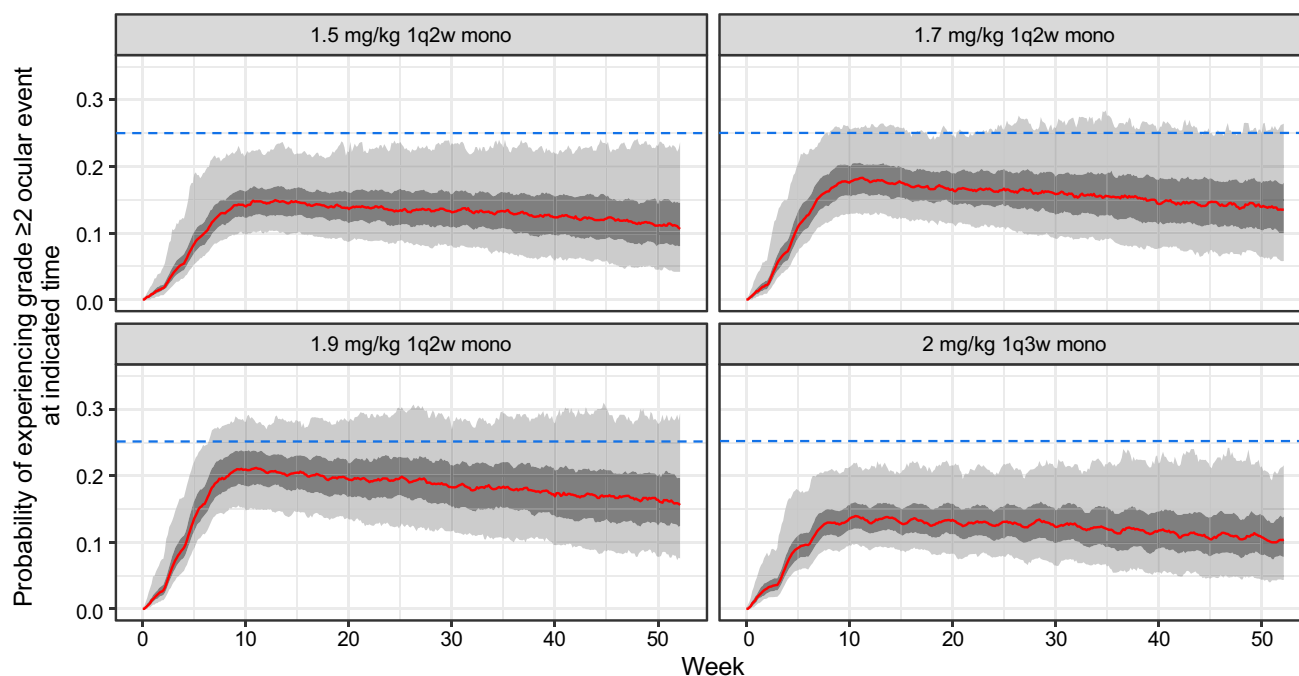 Probability of experiencing grade ≥2 ocular event
at indicated time
1.5 mg/kg 1q2w mono
1.7 mg/kg 1q2w mono
0.3
0.2
0.1
0.0
1.9 mg/kg 1q2w mono
2 mg/kg 1q3w mono
0.3
0.2
0.1
0.0
0 10 20 30 40 50
0 10 20 30 40 50
Week